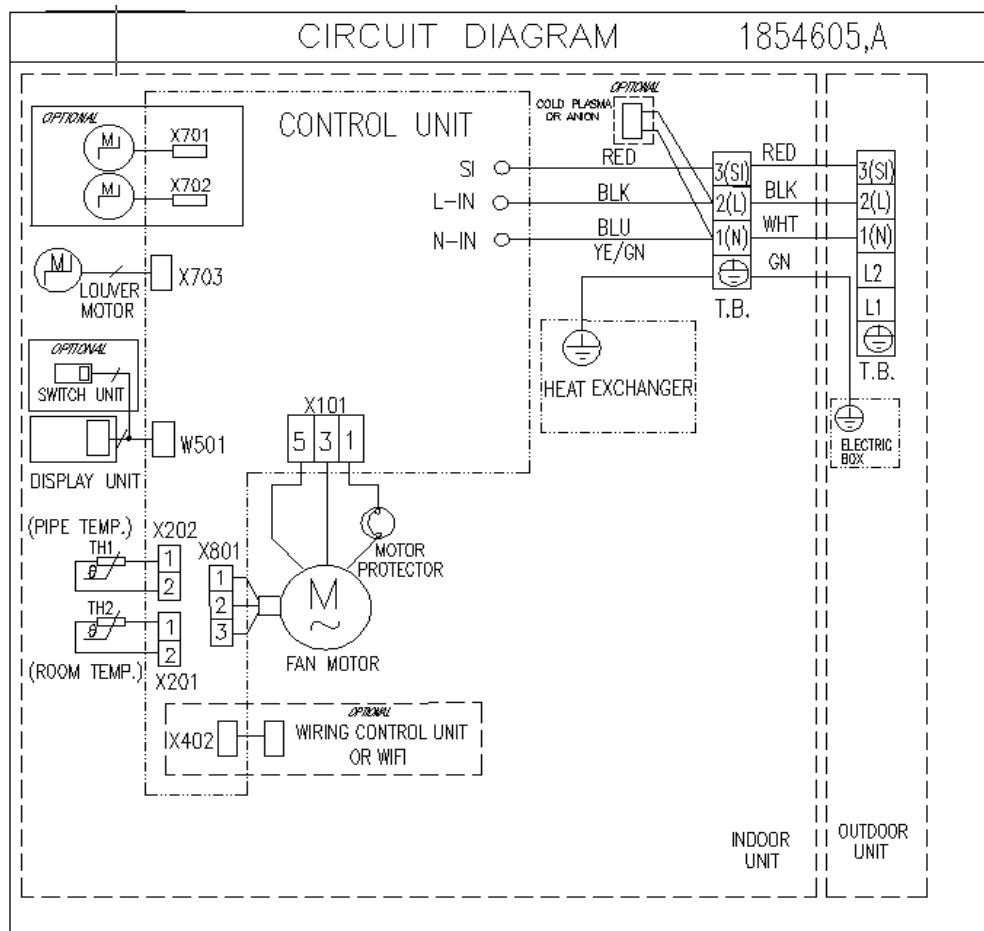 CIRCUIT DIAGRAM 1854605,A
OPTIONAL
M X701
M X702
CONTROL UNIT
OPTIONAL
COLD PLASMA
OR ANION
SI RED 3(SI) RED 3(SI)
L-IN BLK 2(L) BLK 2(L)
N-IN BLU 1(N) WHT 1(N)
YE/GN
GN
L2
L1
T.B.
T.B.
M
LOUVER
MOTOR
X703
OPTIONAL
SWITCH UNIT
DISPLAY UNIT
W501
HEAT EXCHANGER
ELECTRIC
BOX
X101
5 3 1
MOTOR
PROTECTOR
(PIPE TEMP.)
TH1
θ
X202
1
2
TH2
θ
1
2
(ROOM TEMP.)
X201
X801
1
2
3
M
~
FAN MOTOR
OPTIONAL
X402
WIRING CONTROL UNIT
OR WIFI
INDOOR
UNIT
OUTDOOR
UNIT